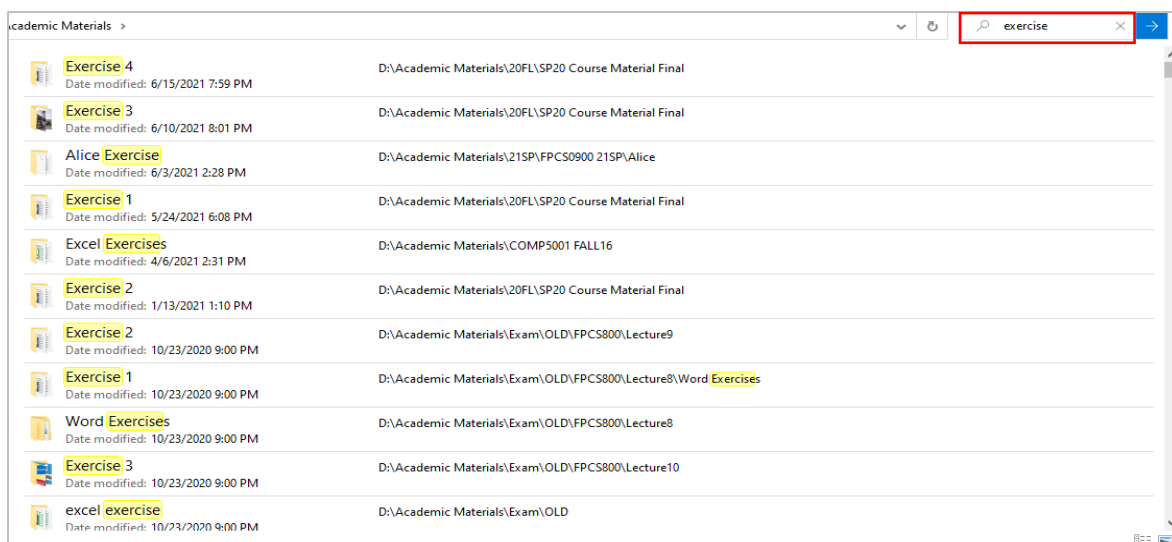 cademic Materials >
exercise
Exercise 4
D:\Academic Materials\20FL\SP20 Course Material Final
Date modified: 6/15/2021 7:59 PM
Exercise 3
D:\Academic Materials\20FL\SP20 Course Material Final
Date modified: 6/10/2021 8:01 PM
Alice Exercise
D:\Academic Materials\21SP\FPCS0900 21SP\Alice
Date modified: 6/3/2021 2:28 PM
Exercise 1
D:\Academic Materials\20FL\SP20 Course Material Final
Date modified: 5/24/2021 6:08 PM
Excel Exercises
D:\Academic Materials\COMP5001 FALL16
Date modified: 4/6/2021 2:31 PM
Exercise 2
D:\Academic Materials\20FL\SP20 Course Material Final
Date modified: 1/13/2021 1:10 PM
Exercise 2
D:\Academic Materials\Exam\OLD\FPCS800\Lecture9
Date modified: 10/23/2020 9:00 PM
Exercise 1
D:\Academic Materials\Exam\OLD\FPCS800\Lecture8\Word Exercises
Date modified: 10/23/2020 9:00 PM
Word Exercises
D:\Academic Materials\Exam\OLD\FPCS800\Lecture8
Date modified: 10/23/2020 9:00 PM
Exercise 3
D:\Academic Materials\Exam\OLD\FPCS800\Lecture10
Date modified: 10/23/2020 9:00 PM
excel exercise
D:\Academic Materials\Exam\OLD
Date modified: 10/23/2020 9:00 PM